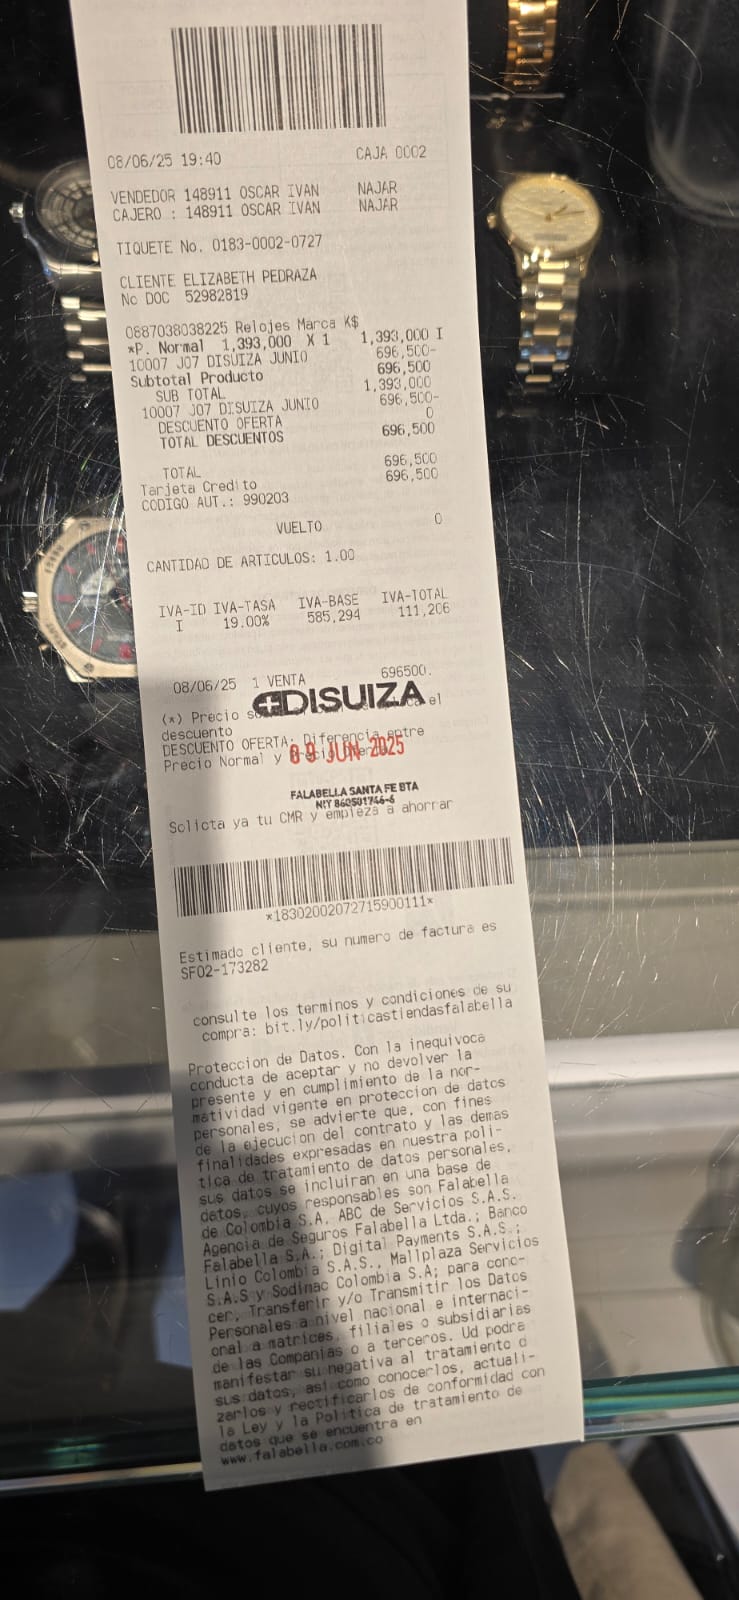 08/06/25 19:40 CAJA 0002
VENDEDOR 148911 OSCAR IVAN NAJAR
CAJERO : 148911 OSCAR IVAN NAJAR
TIQUETE No. 0183-0002-0727
CLIENTE ELIZABETH PEDRAZA
No DOC 52982819
0887038038225 Relojes Marca K$
*P. Normal 1,393,000 X 1 1,393,000 I
10007 J07 DISUIZA JUNIO 696,500-
Subtotal Producto 696,500
SUB TOTAL 1,393,000
10007 J07 DISUIZA JUNIO 696,500-
DESCUENTO OFERTA 0
TOTAL DESCUENTOS 696,500
TOTAL 696,500
Tarjeta Credito 696,500
CODIGO AUT.: 990203
VUELTO 0
CANTIDAD DE ARTICULOS: 1.00
IVA-ID IVA-TASA IVA-BASE IVA-TOTAL
I 19.00% 585,294 111,206
08/06/25 1 VENTA 696500.
DISUIZA
(*) Precio el
descuento
DESCUENTO OFERTA: Diferencia entre
Precio Normal y
09 JUN 2025
FALABELLA SANTA FE BTA
NIT 860501746-6
Solicta ya tu CMR y empieza a ahorrar
*18302002072715900111*
Estimado cliente, su numero de factura es
SF02-173282
consulte los terminos y condiciones de su
compra: bit.ly/politicastiendasfalabella
Proteccion de Datos. Con la inequivoca
conducta de aceptar y no devolver la
presente y en cumplimiento de la nor-
matividad vigente en proteccion de datos
personales, se advierte que, con fines
de la ejecucion del contrato y las demas
finalidades expresadas en nuestra poli-
tica de tratamiento de datos personales,
sus datos se incluiran en una base de
datos, cuyos responsables son Falabella
de Colombia S.A. ABC de Servicios S.A.S.
Agencia de Seguros Falabella Ltda.; Banco
Falabella S.A.; Digital Payments S.A.S.;
Linio Colombia S.A.S., Mallplaza Servicios
S.A.S y Sodimac Colombia S.A; para cono-
cer, Transferir y/o Transmitir los Datos
Personales a nivel nacional e internaci-
onal a matrices, filiales o subsidiarias
de las Companias o a terceros. Ud podra
manifestar su negativa al tratamiento d
sus datos, asi como conocerlos, actuali-
zarlos y rectificarlos de conformidad con
la Ley y la Politica de tratamiento de
datos que se encuentra en
www.falabella.com.co